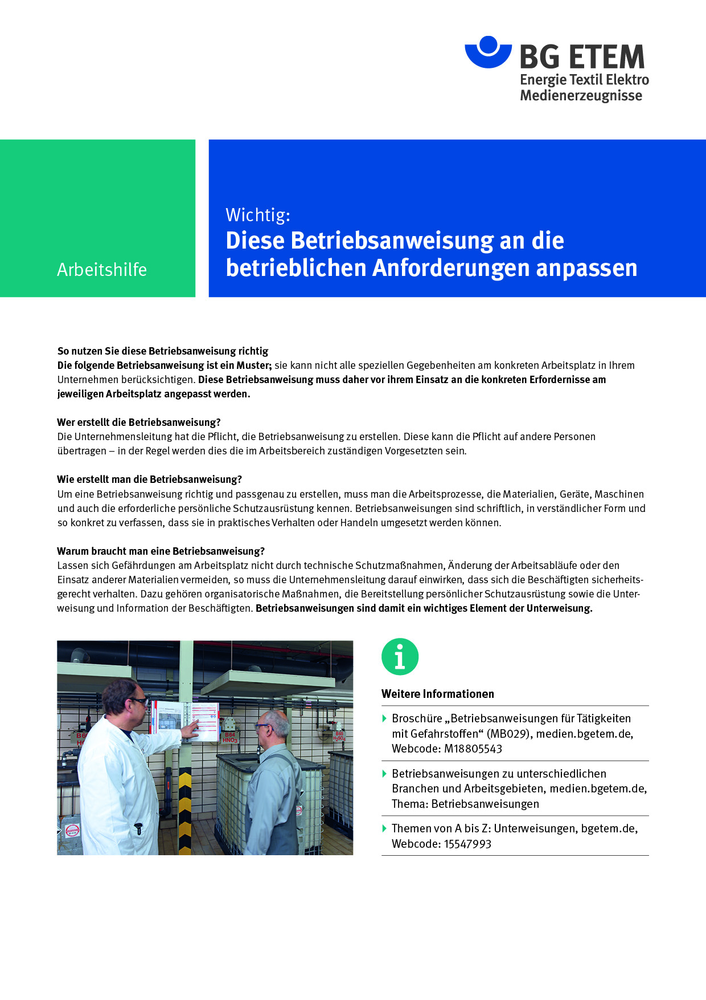 BG ETEM
Energie Textil Elektro
Medienerzeugnisse
Arbeitshilfe
Wichtig:
Diese Betriebsanweisung an die
betrieblichen Anforderungen anpassen
So nutzen Sie diese Betriebsanweisung richtig
Die folgende Betriebsanweisung ist ein Muster; sie kann nicht alle speziellen Gegebenheiten am konkreten Arbeitsplatz in Ihrem
Unternehmen berücksichtigen. Diese Betriebsanweisung muss daher vor ihrem Einsatz an die konkreten Erfordernisse am
jeweiligen Arbeitsplatz angepasst werden.
Wer erstellt die Betriebsanweisung?
Die Unternehmensleitung hat die Pflicht, die Betriebsanweisung zu erstellen. Diese kann die Pflicht auf andere Personen
übertragen – in der Regel werden dies die im Arbeitsbereich zuständigen Vorgesetzten sein.
Wie erstellt man die Betriebsanweisung?
Um eine Betriebsanweisung richtig und passgenau zu erstellen, muss man die Arbeitsprozesse, die Materialien, Geräte, Maschinen
und auch die erforderliche persönliche Schutzausrüstung kennen. Betriebsanweisungen sind schriftlich, in verständlicher Form und
so konkret zu verfassen, dass sie in praktisches Verhalten oder Handeln umgesetzt werden können.
Warum braucht man eine Betriebsanweisung?
Lassen sich Gefährdungen am Arbeitsplatz nicht durch technische Schutzmaßnahmen, Änderung der Arbeitsabläufe oder den
Einsatz anderer Materialien vermeiden, so muss die Unternehmensleitung darauf einwirken, dass sich die Beschäftigten sicherheits-
gerecht verhalten. Dazu gehören organisatorische Maßnahmen, die Bereitstellung persönlicher Schutzausrüstung sowie die Unter-
weisung und Information der Beschäftigten. Betriebsanweisungen sind damit ein wichtiges Element der Unterweisung.
B64
HNO3
B65
H2SO4
Weitere Informationen
Broschüre „Betriebsanweisungen für Tätigkeiten
mit Gefahrstoffen“ (MB029), medien.bgetem.de,
Webcode: M18805543
Betriebsanweisungen zu unterschiedlichen
Branchen und Arbeitsgebieten, medien.bgetem.de,
Thema: Betriebsanweisungen
Themen von A bis Z: Unterweisungen, bgetem.de,
Webcode: 15547993